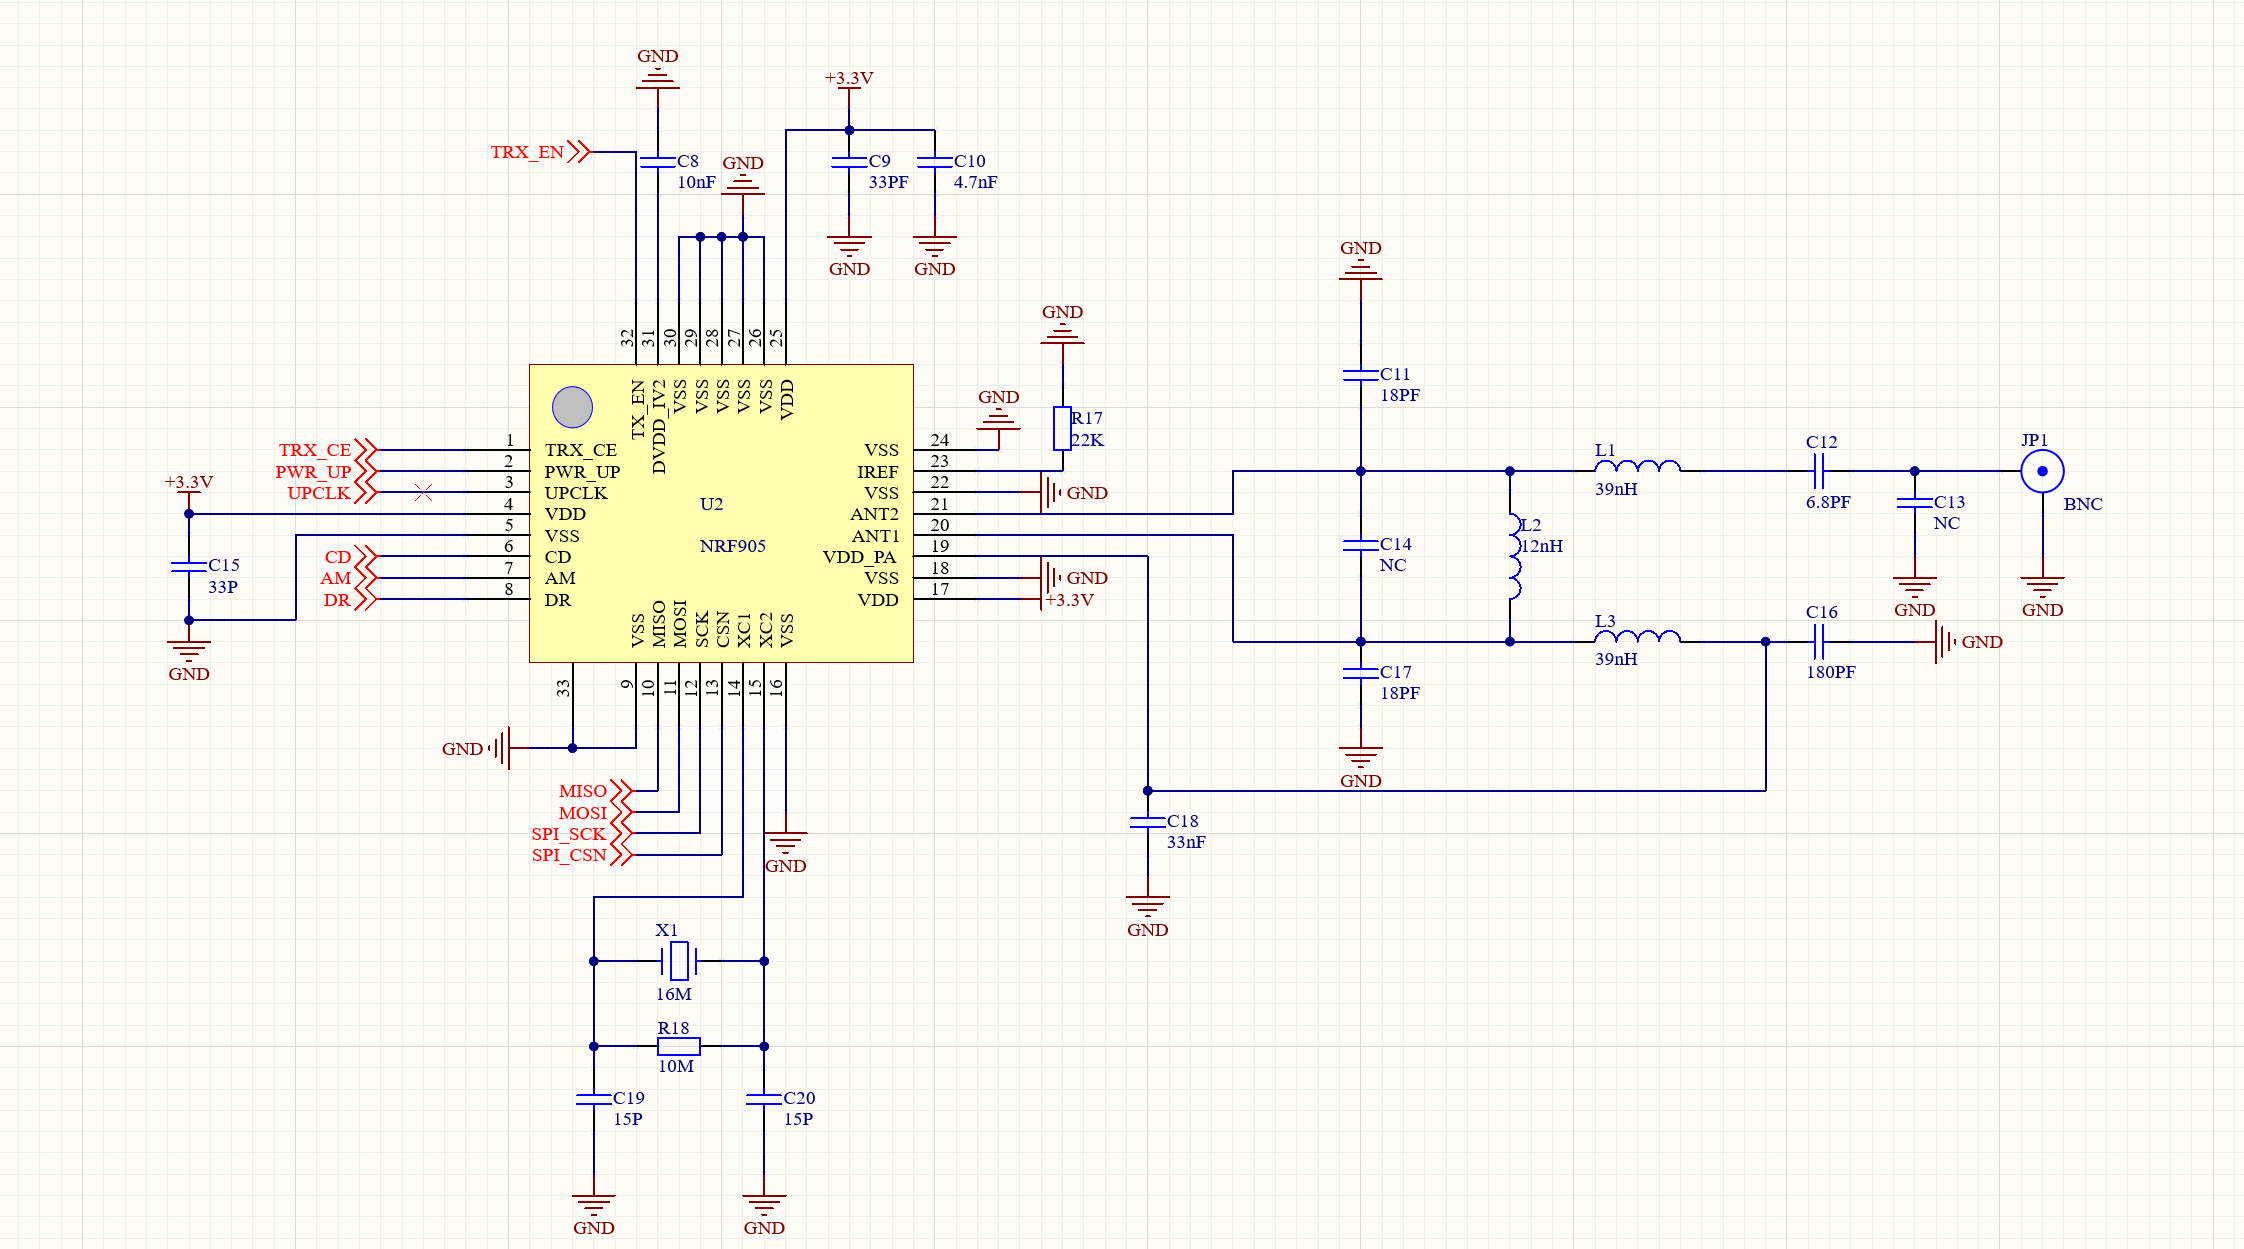 GND
+3.3V
TRX_EN
C8
10nF
GND
C9
33PF
C10
4.7nF
GND
GND
GND
GND
32
31
30
29
28
27
26
25
TX_EN
DVDD_IV2
VSS
VSS
VSS
VSS
VSS
VDD
GND
R17
22K
C11
18PF
TRX_CE
1
TRX_CE
VSS
24
PWR_UP
2
PWR_UP
IREF
23
UPCLK
3
UPCLK
VSS
22
GND
+3.3V
4
VDD
U2
ANT2
21
5
VSS
ANT1
20
CD
6
CD
NRF905
VDD_PA
19
AM
7
AM
VSS
18
GND
DR
8
DR
VDD
17
+3.3V
C15
33P
GND
VSS
MISO
MOSI
SCK
CSN
XC1
XC2
VSS
33
9
10
11
12
13
14
15
16
GND
MISO
MOSI
SPI_SCK
SPI_CSN
GND
L1
39nH
C12
6.8PF
JP1
BNC
C13
NC
C14
NC
L2
12nH
GND
GND
L3
39nH
C16
180PF
GND
C17
18PF
GND
C18
33nF
GND
X1
16M
R18
10M
C19
15P
C20
15P
GND
GND